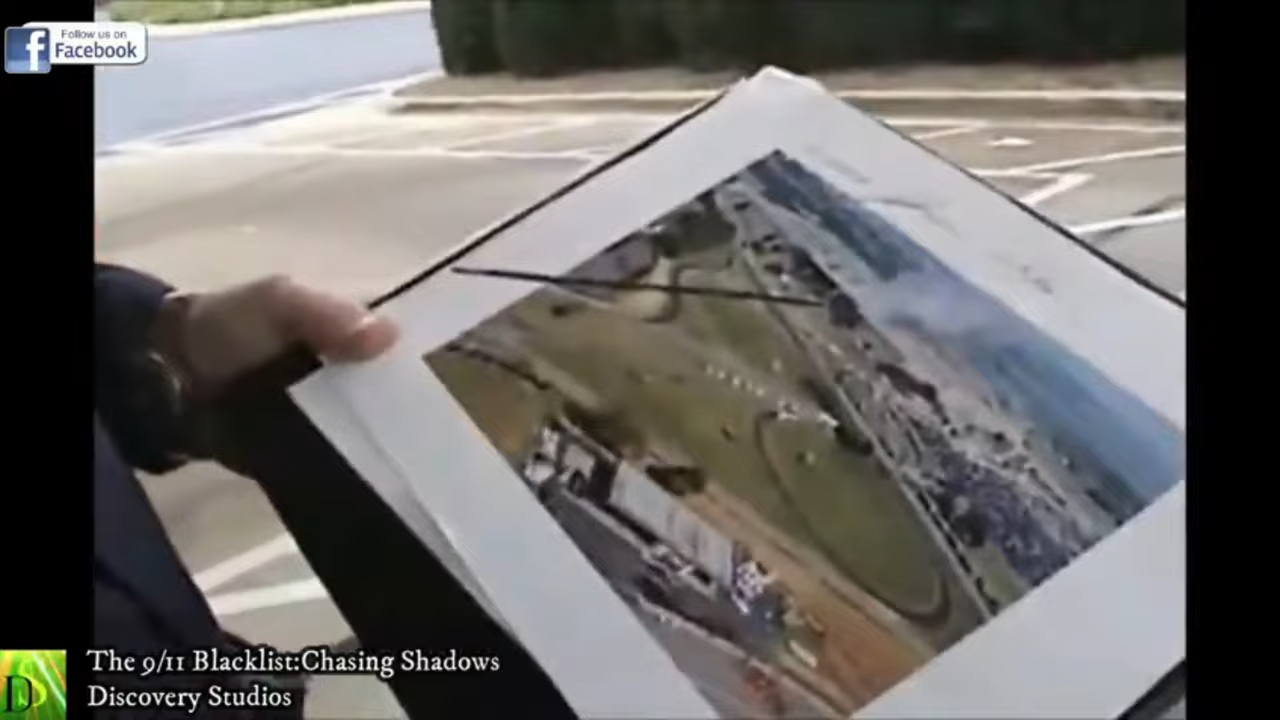 Follow us on
Facebook
The 9/11 Blacklist:Chasing Shadows
Discovery Studios